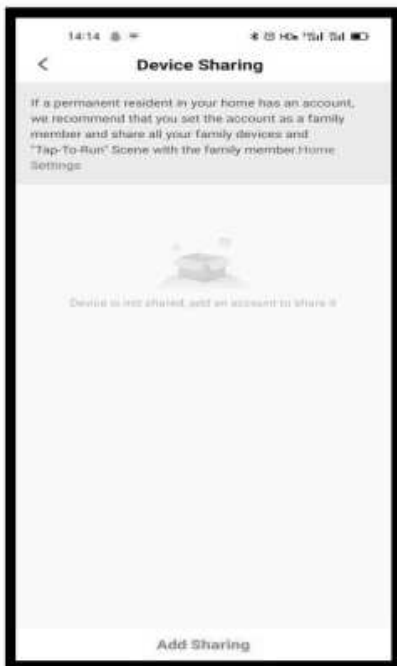 14:14
Device Sharing
If a permanent resident in your home has an account,
we recommend that you set the account as a family
member and share all your family devices and
"Tap-To-Run" Scene with the family member.Home
Settings
Device is not shared, add an account to share it
Add Sharing